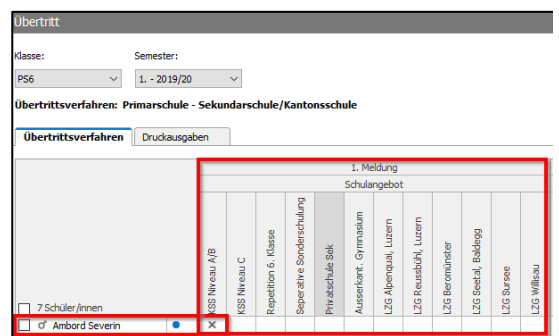 Übertritt
Klasse: Semester:
PS6 1. - 2019/20
Übertrittsverfahren: Primarschule - Sekundarschule/Kantonsschule
Übertrittsverfahren Druckausgaben
1. Meldung
Schulangebot
KSS Niveau A/B
KSS Niveau C
Repetition 6. Klasse
Seperative Sonderschulung
Privatschule Sek
Ausserkant. Gymnasium
LZG Alpenquai, Luzern
LZG Reussbühl, Luzern
LZG Beromünster
LZG Seetal, Baldegg
LZG Sursee
LZG Willisau
7 Schüler/innen
♂ Ambord Severin X